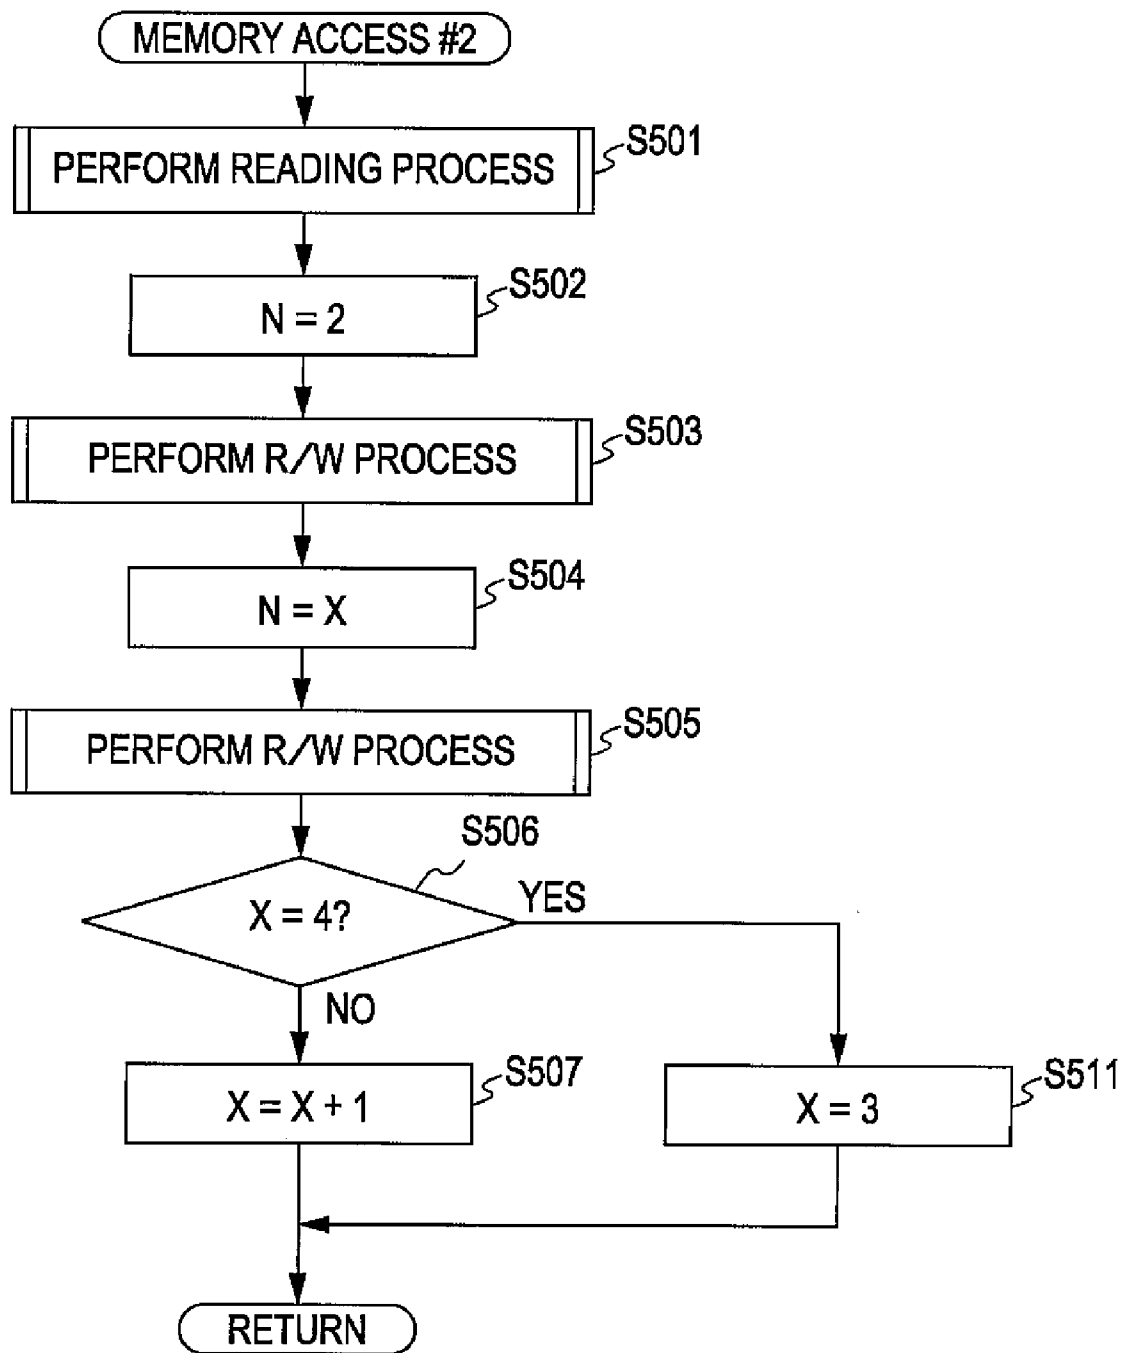 MEMORY ACCESS #2
PERFORM READING PROCESS
S501
N = 2
S502
PERFORM R/W PROCESS
S503
N = X
S504
PERFORM R/W PROCESS
S505
S506
X = 4?
YES
NO
X = X + 1
S507
X = 3
S511
RETURN